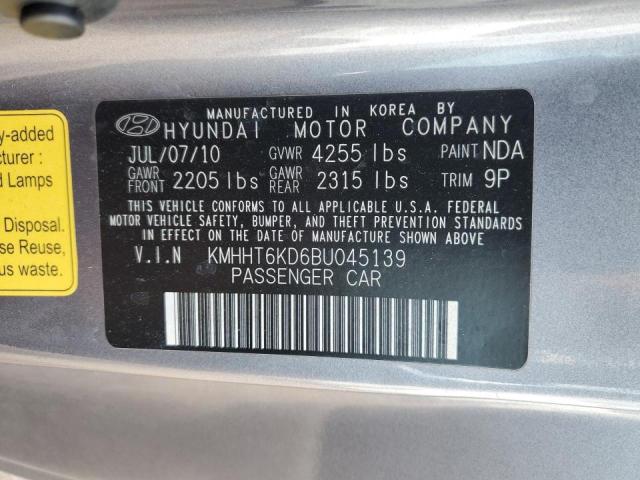 y-added
cturer :
d Lamps
Disposal.
se Reuse,
us waste.
MANUFACTURED IN KOREA BY
HYUNDAI MOTOR COMPANY
JUL/07/10 GVWR 4255 lbs PAINT NDA
GAWR FRONT 2205 lbs GAWR REAR 2315 lbs TRIM 9P
THIS VEHICLE CONFORMS TO ALL APPLICABLE U.S.A. FEDERAL
MOTOR VEHICLE SAFETY, BUMPER, AND THEFT PREVENTION STANDARDS
IN EFFECT ON THE DATE OF MANUFACTURE SHOWN ABOVE.
V.I.N KMHHT6KD6BU045139
PASSENGER CAR